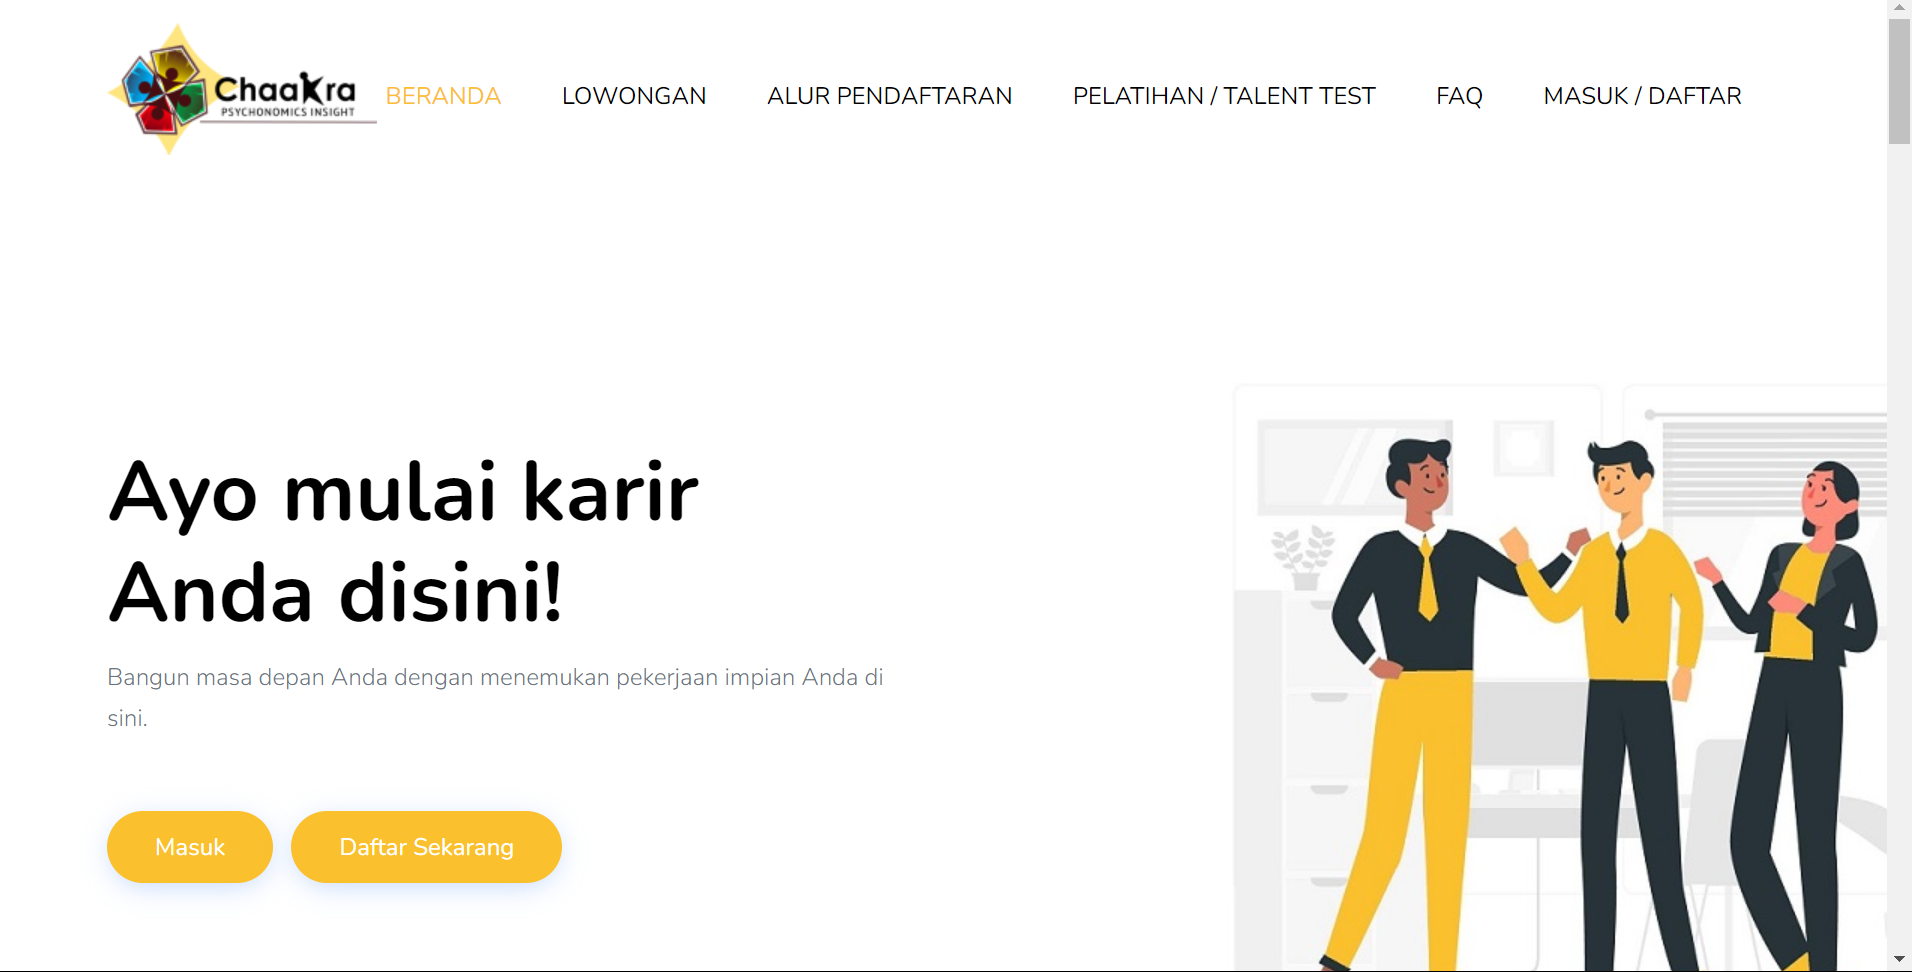 ChaaKra
PSYCHONOMICS INSIGHT
BERANDA
LOWONGAN
ALUR PENDAFTARAN
PELATIHAN / TALENT TEST
FAQ
MASUK / DAFTAR
Ayo mulai karir
Anda disini!
Bangun masa depan Anda dengan menemukan pekerjaan impian Anda di
sini.
Masuk
Daftar Sekarang